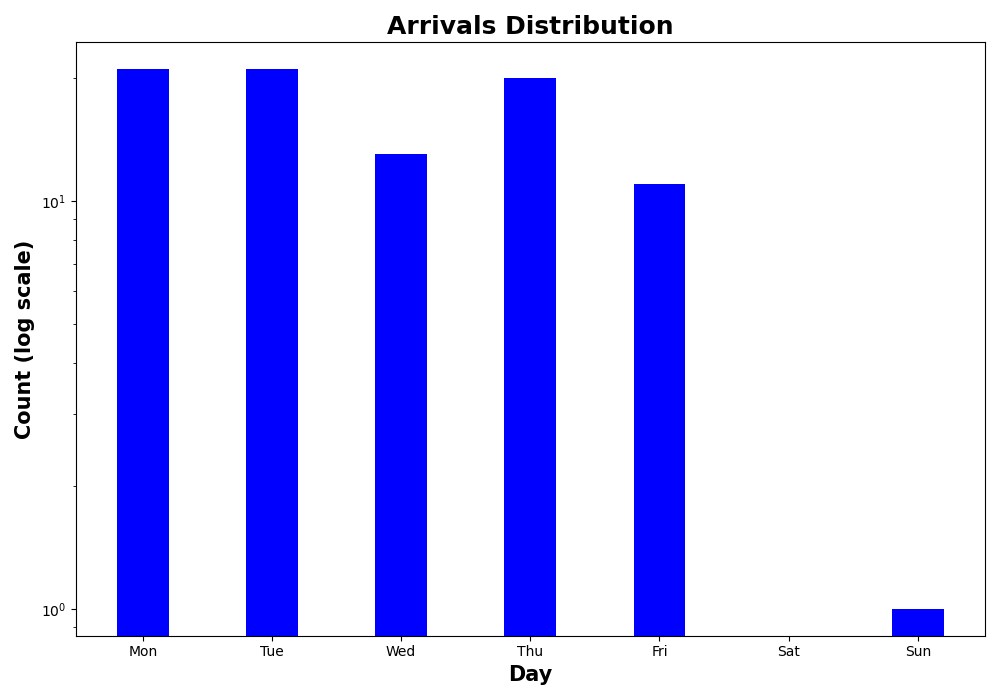 Arrivals Distribution
Count (log scale)
10¹
10⁰
Mon Tue Wed Thu Fri Sat Sun
Day